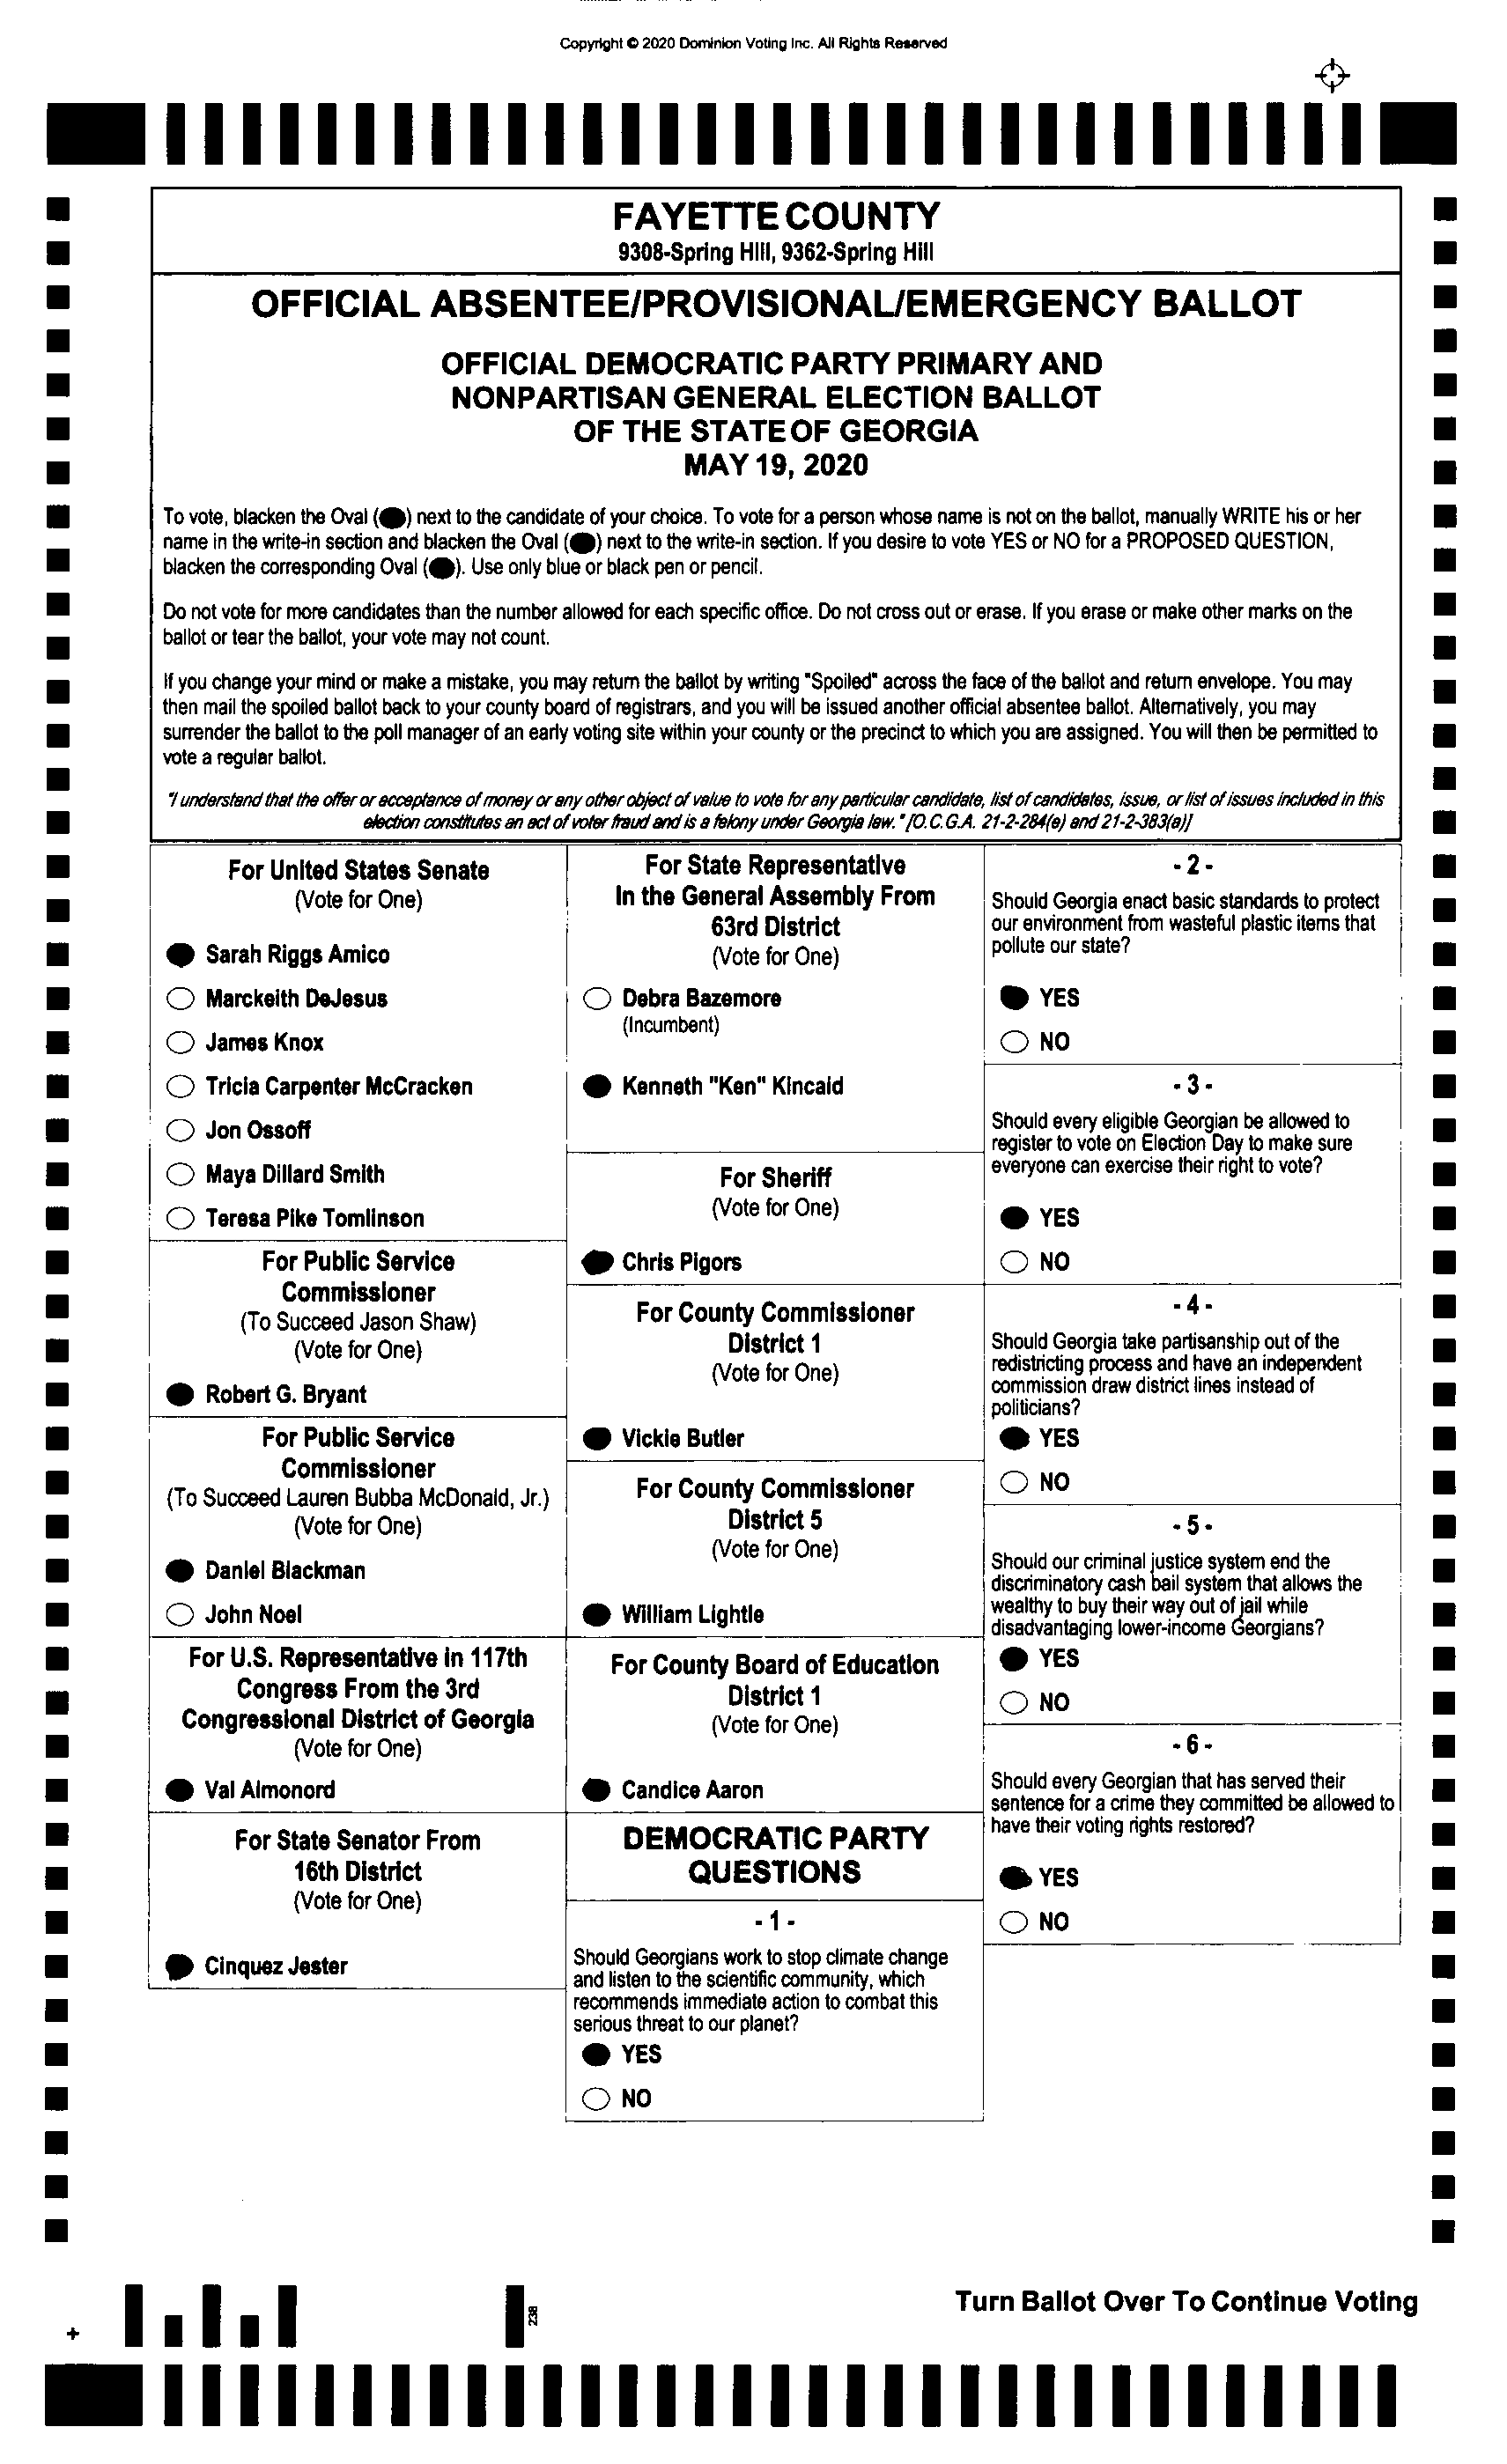 Copyright © 2020 Dominion Voting Inc. All Rights Reserved
FAYETTE COUNTY
9308-Spring Hill, 9362-Spring Hill
OFFICIAL ABSENTEE/PROVISIONAL/EMERGENCY BALLOT
OFFICIAL DEMOCRATIC PARTY PRIMARY AND
NONPARTISAN GENERAL ELECTION BALLOT
OF THE STATE OF GEORGIA
MAY 19, 2020
To vote, blacken the Oval (●) next to the candidate of your choice. To vote for a person whose name is not on the ballot, manually WRITE his or her
name in the write-in section and blacken the Oval (●) next to the write-in section. If you desire to vote YES or NO for a PROPOSED QUESTION,
blacken the corresponding Oval (●). Use only blue or black pen or pencil.
Do not vote for more candidates than the number allowed for each specific office. Do not cross out or erase. If you erase or make other marks on the
ballot or tear the ballot, your vote may not count.
If you change your mind or make a mistake, you may return the ballot by writing "Spoiled" across the face of the ballot and return envelope. You may
then mail the spoiled ballot back to your county board of registrars, and you will be issued another official absentee ballot. Alternatively, you may
surrender the ballot to the poll manager of an early voting site within your county or the precinct to which you are assigned. You will then be permitted to
vote a regular ballot.
"I understand that the offer or acceptance of money or any other object of value to vote for any particular candidate, list of candidates, issue, or list of issues included in this
election constitutes an act of voter fraud and is a felony under Georgia law." [O.C.G.A. 21-2-284(e) and 21-2-383(a)]
For United States Senate
(Vote for One)
Sarah Riggs Amico
Marckeith DeJesus
James Knox
Tricia Carpenter McCracken
Jon Ossoff
Maya Dillard Smith
Teresa Pike Tomlinson
For Public Service
Commissioner
(To Succeed Jason Shaw)
(Vote for One)
Robert G. Bryant
For Public Service
Commissioner
(To Succeed Lauren Bubba McDonald, Jr.)
(Vote for One)
Daniel Blackman
John Noel
For U.S. Representative in 117th
Congress From the 3rd
Congressional District of Georgia
(Vote for One)
Val Almonord
For State Senator From
16th District
(Vote for One)
Cinquez Jester
For State Representative
In the General Assembly From
63rd District
(Vote for One)
Debra Bazemore
(Incumbent)
Kenneth "Ken" Kincaid
For Sheriff
(Vote for One)
Chris Pigors
For County Commissioner
District 1
(Vote for One)
Vickie Butler
For County Commissioner
District 5
(Vote for One)
William Lightle
For County Board of Education
District 1
(Vote for One)
Candice Aaron
DEMOCRATIC PARTY
QUESTIONS
- 1 -
Should Georgians work to stop climate change
and listen to the scientific community, which
recommends immediate action to combat this
serious threat to our planet?
YES
NO
- 2 -
Should Georgia enact basic standards to protect
our environment from wasteful plastic items that
pollute our state?
YES
NO
- 3 -
Should every eligible Georgian be allowed to
register to vote on Election Day to make sure
everyone can exercise their right to vote?
YES
NO
- 4 -
Should Georgia take partisanship out of the
redistricting process and have an independent
commission draw district lines instead of
politicians?
YES
NO
- 5 -
Should our criminal justice system end the
discriminatory cash bail system that allows the
wealthy to buy their way out of jail while
disadvantaging lower-income Georgians?
YES
NO
- 6 -
Should every Georgian that has served their
sentence for a crime they committed be allowed to
have their voting rights restored?
YES
NO
238
Turn Ballot Over To Continue Voting